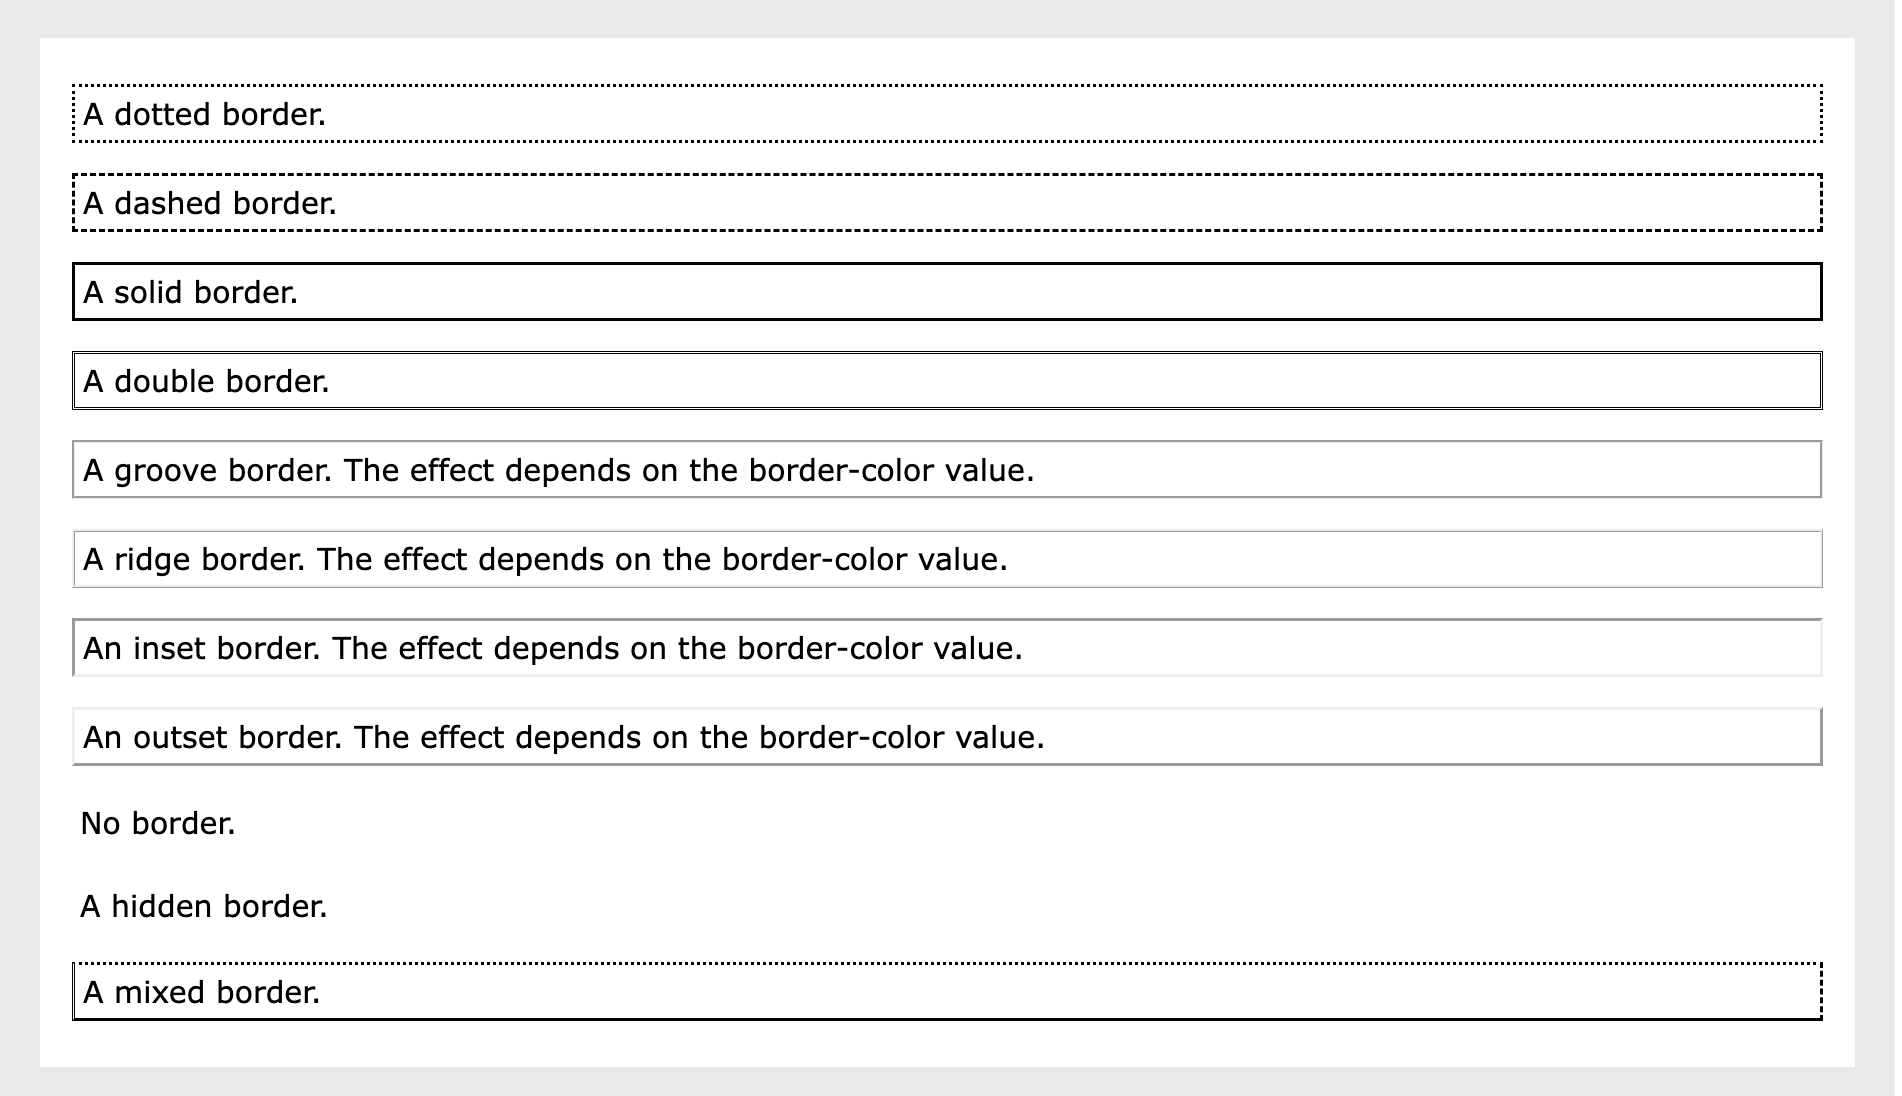 A dotted border.
A dashed border.
A solid border.
A double border.
A groove border. The effect depends on the border-color value.
A ridge border. The effect depends on the border-color value.
An inset border. The effect depends on the border-color value.
An outset border. The effect depends on the border-color value.
No border.
A hidden border.
A mixed border.